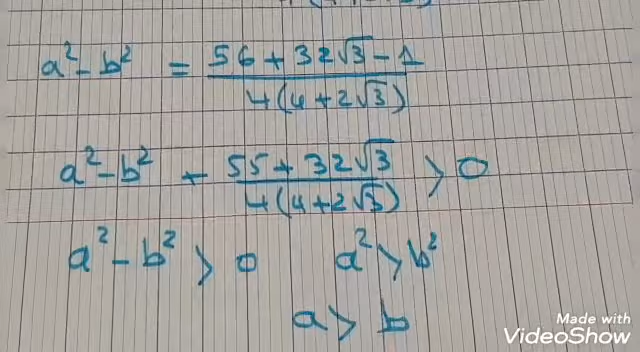 a² - b² = (56 + 32√3 - 1) / (4(4 + 2√3))
a² - b² = (55 + 32√3) / (4(4 + 2√3)) > 0
a² - b² > 0 a² > b²
a > b
Made with
VideoShow